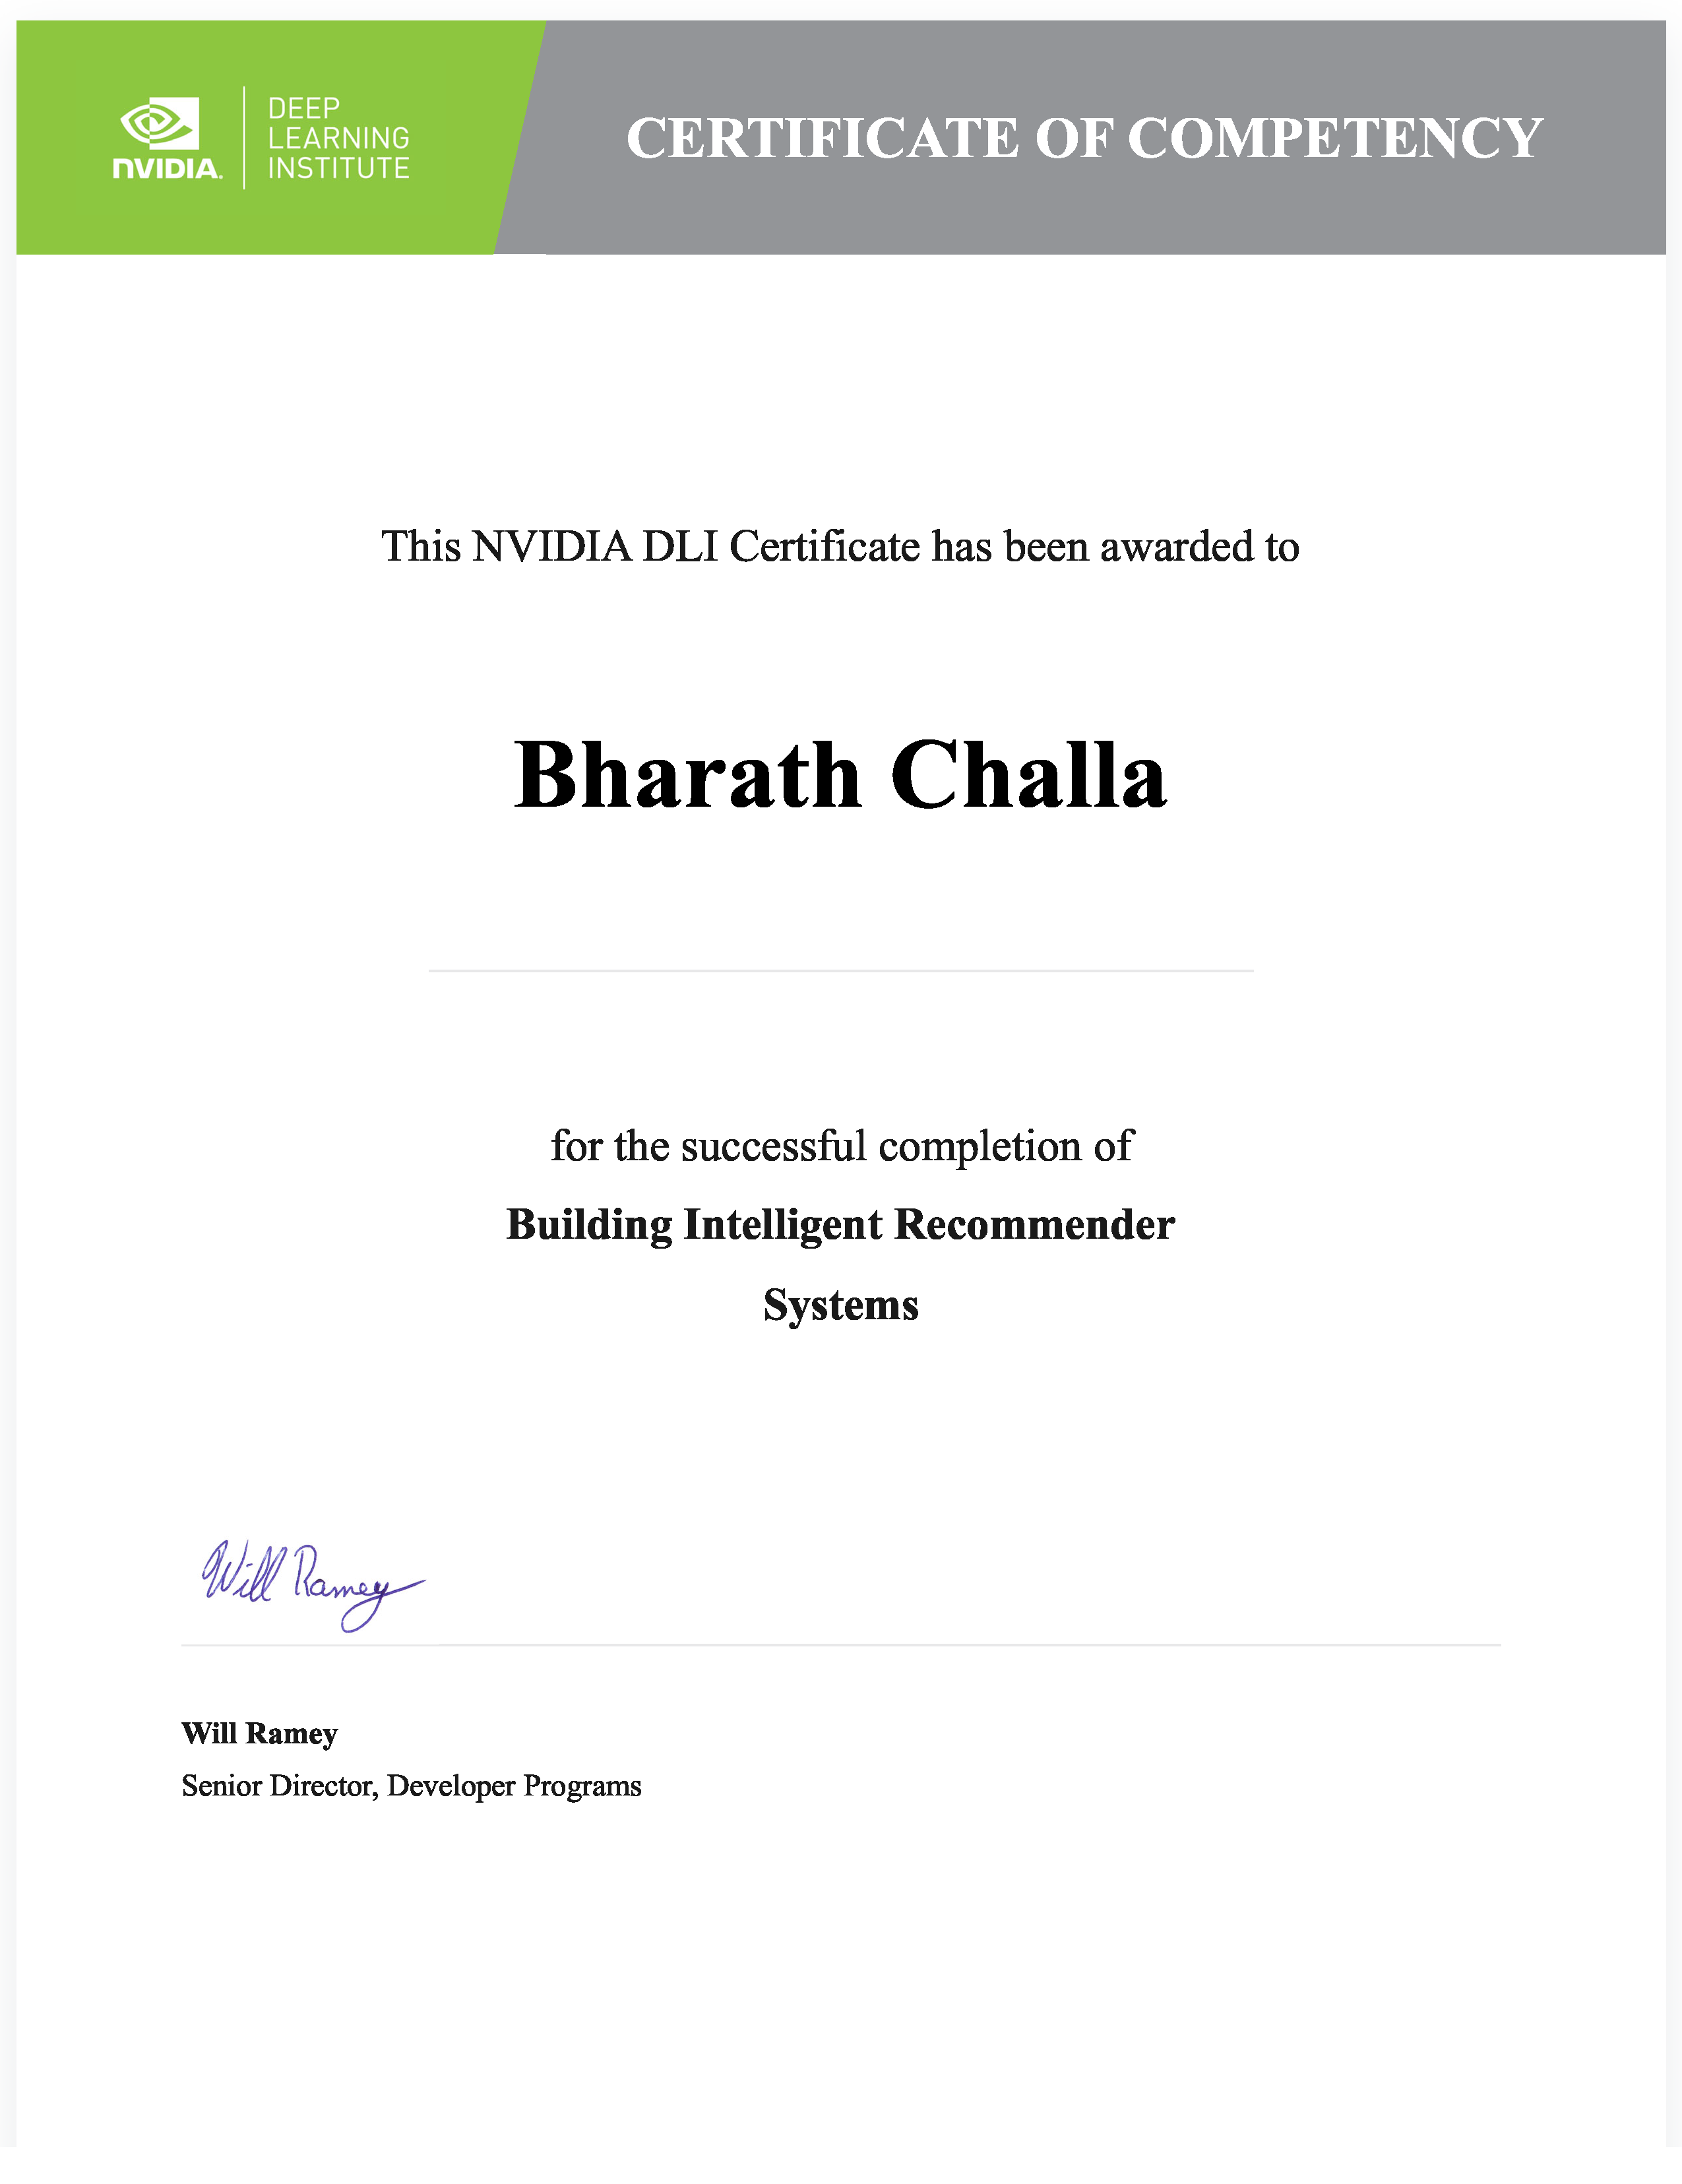 DEEP
LEARNING
INSTITUTE
NVIDIA.
CERTIFICATE OF COMPETENCY
This NVIDIA DLI Certificate has been awarded to
Bharath Challa
for the successful completion of
Building Intelligent Recommender
Systems
Will Ramey
Will Ramey
Senior Director, Developer Programs